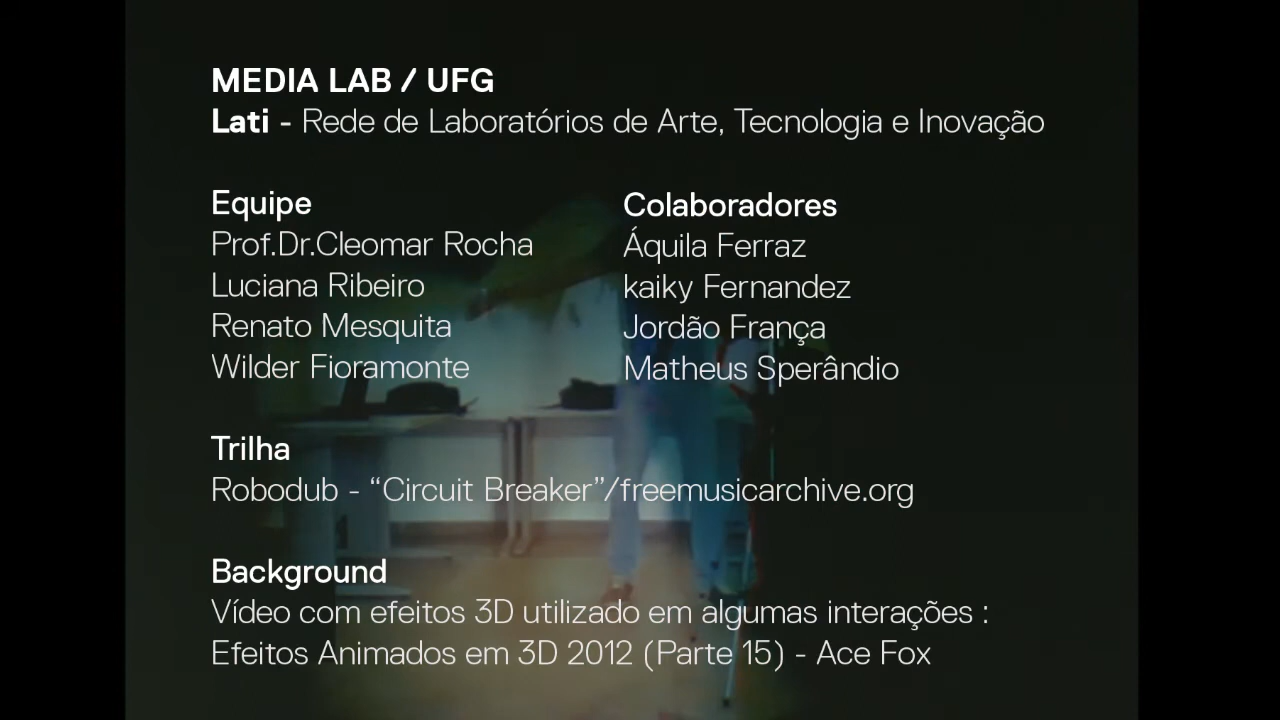 MEDIA LAB / UFG
Lati - Rede de Laboratórios de Arte, Tecnologia e Inovação
Equipe
Prof.Dr.Cleomar Rocha
Luciana Ribeiro
Renato Mesquita
Wilder Fioramonte
Colaboradores
Áquila Ferraz
kaiky Fernandez
Jordão França
Matheus Sperândio
Trilha
Robodub - “Circuit Breaker”/freemusicarchive.org
Background
Vídeo com efeitos 3D utilizado em algumas interações :
Efeitos Animados em 3D 2012 (Parte 15) - Ace Fox